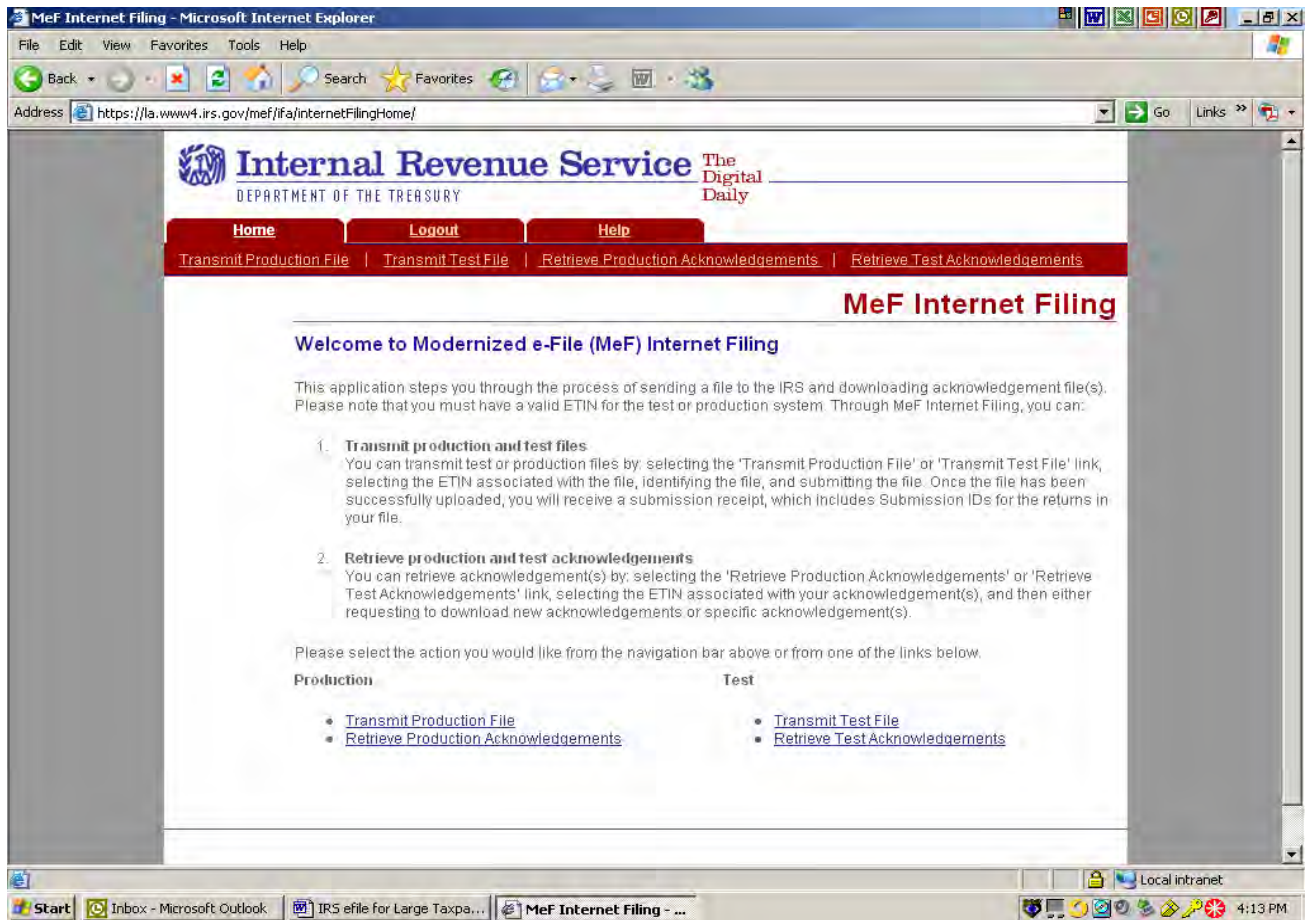 MeF Internet Filing - Microsoft Internet Explorer
File Edit View Favorites Tools Help
Back Search Favorites
Address https://la.www4.irs.gov/mef/ifa/internetFilingHome/ Go Links »
Internal Revenue Service The Digital Daily
DEPARTMENT OF THE TREASURY
Home Logout Help
Transmit Production File | Transmit Test File | Retrieve Production Acknowledgements | Retrieve Test Acknowledgements
MeF Internet Filing
Welcome to Modernized e-File (MeF) Internet Filing
This application steps you through the process of sending a file to the IRS and downloading acknowledgement file(s).
Please note that you must have a valid ETIN for the test or production system. Through MeF Internet Filing, you can:
1. Transmit production and test files
You can transmit test or production files by: selecting the 'Transmit Production File' or 'Transmit Test File' link,
selecting the ETIN associated with the file, identifying the file, and submitting the file. Once the file has been
successfully uploaded, you will receive a submission receipt, which includes Submission IDs for the returns in
your file.
2. Retrieve production and test acknowledgements
You can retrieve acknowledgement(s) by: selecting the 'Retrieve Production Acknowledgements' or 'Retrieve
Test Acknowledgements' link, selecting the ETIN associated with your acknowledgement(s), and then either
requesting to download new acknowledgements or specific acknowledgement(s).
Please select the action you would like from the navigation bar above or from one of the links below.
Production Test
• Transmit Production File • Transmit Test File
• Retrieve Production Acknowledgements • Retrieve Test Acknowledgements
Local intranet
Start Inbox - Microsoft Outlook IRS efile for Large Taxpa... MeF Internet Filing - ... 4:13 PM